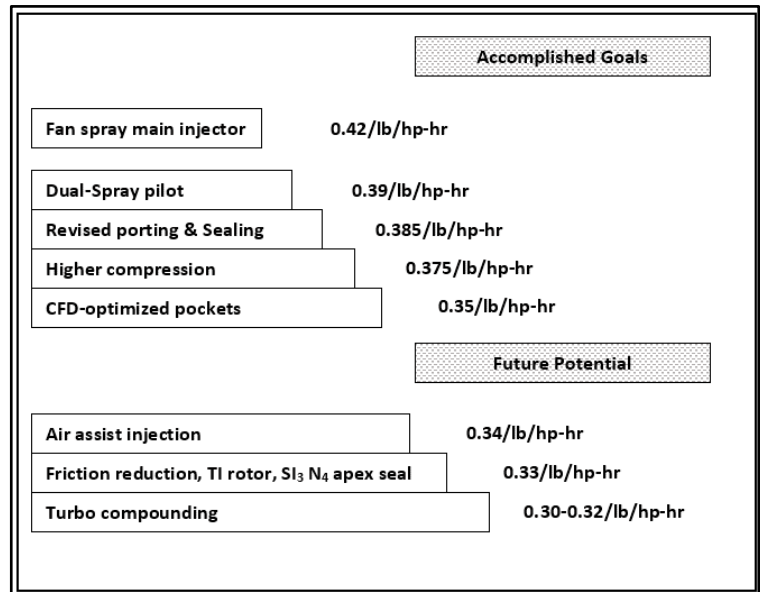 Accomplished Goals
Fan spray main injector 0.42/lb/hp-hr
Dual-Spray pilot 0.39/lb/hp-hr
Revised porting & Sealing 0.385/lb/hp-hr
Higher compression 0.375/lb/hp-hr
CFD-optimized pockets 0.35/lb/hp-hr
Future Potential
Air assist injection 0.34/lb/hp-hr
Friction reduction, TI rotor, SI₃ N₄ apex seal 0.33/lb/hp-hr
Turbo compounding 0.30-0.32/lb/hp-hr